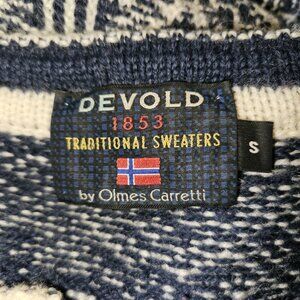 DEVOLD
1853
TRADITIONAL SWEATERS
by Olmes Carretti
S